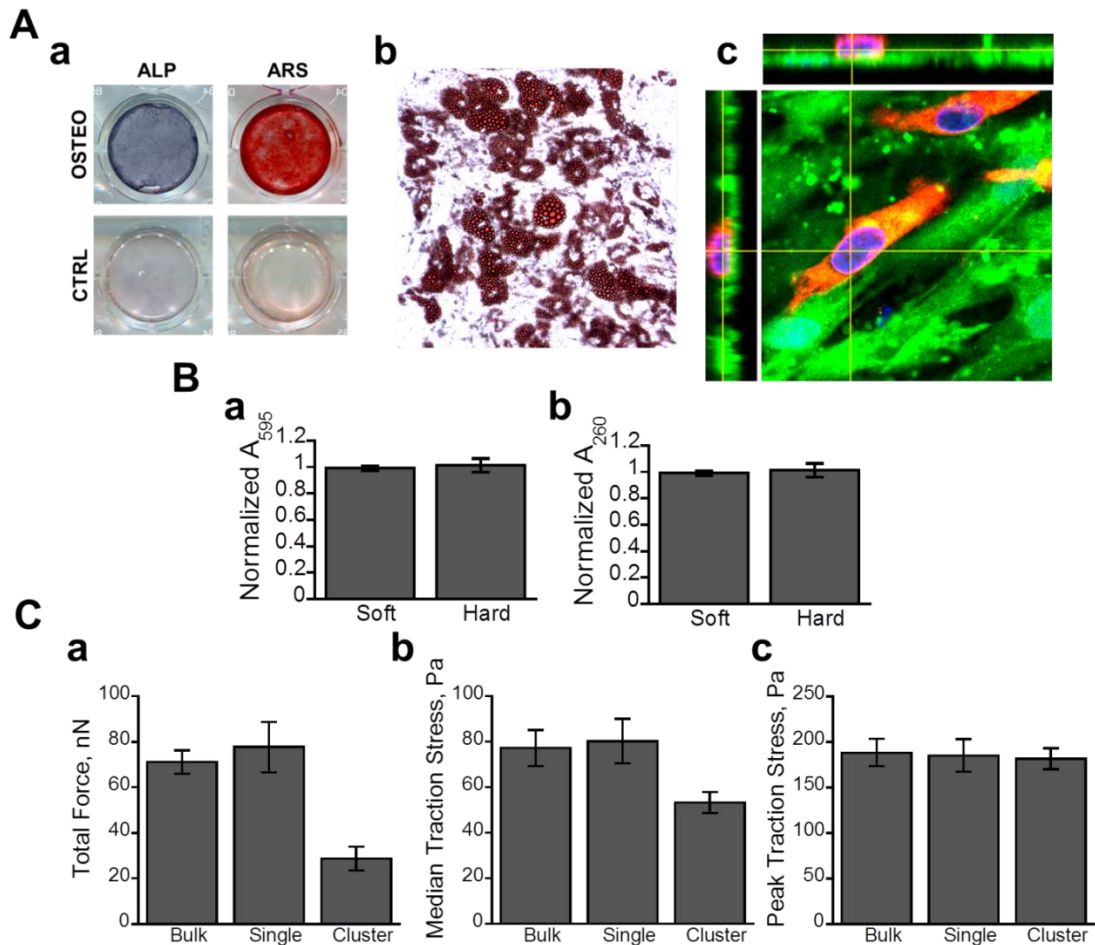 A
a
ALP
ARS
OSTEO
CTRL
b
c
B
a
Normalized A595
1.2
1
0.8
0.6
0.4
0.2
0
Soft
Hard
b
Normalized A260
1.2
1
0.8
0.6
0.4
0.2
0
Soft
Hard
C
a
Total Force, nN
100
80
60
40
20
0
Bulk
Single
Cluster
b
Median Traction Stress, Pa
100
80
60
40
20
0
Bulk
Single
Cluster
c
Peak Traction Stress, Pa
250
200
150
100
50
0
Bulk
Single
Cluster